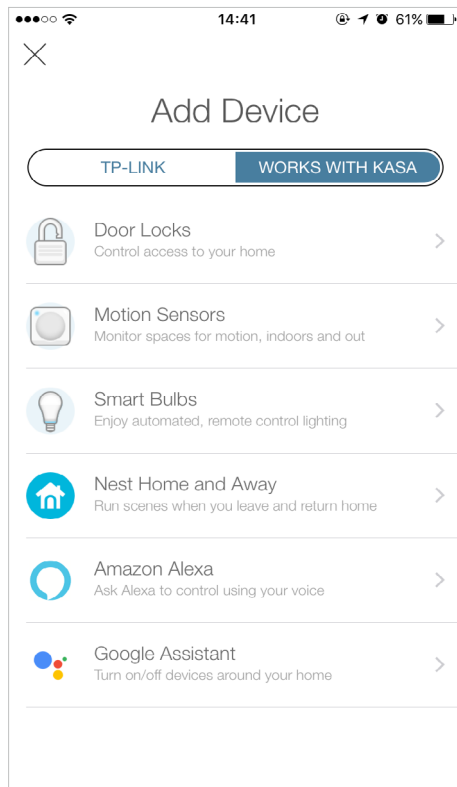 14:41
61%
Add Device
TP-LINK
WORKS WITH KASA
Door Locks
Control access to your home
Motion Sensors
Monitor spaces for motion, indoors and out
Smart Bulbs
Enjoy automated, remote control lighting
Nest Home and Away
Run scenes when you leave and return home
Amazon Alexa
Ask Alexa to control using your voice
Google Assistant
Turn on/off devices around your home